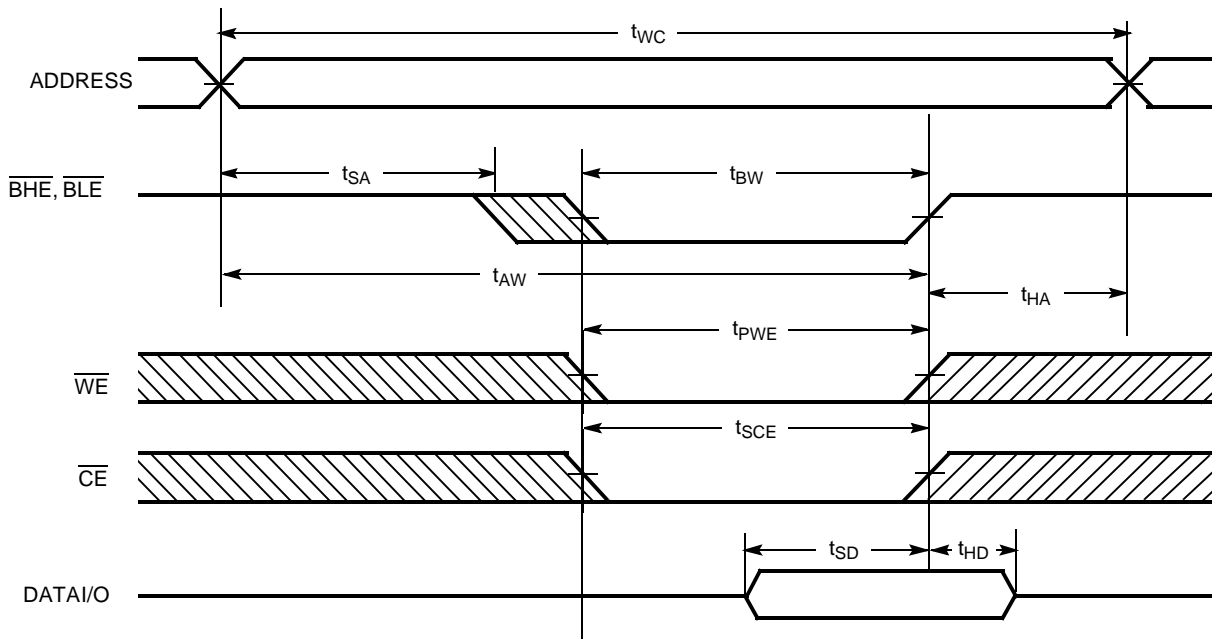 tWC
ADDRESS
tSA
tBW
BHE, BLE
tAW
tHA
tPWE
WE
tSCE
CE
tSD
tHD
DATAI/O